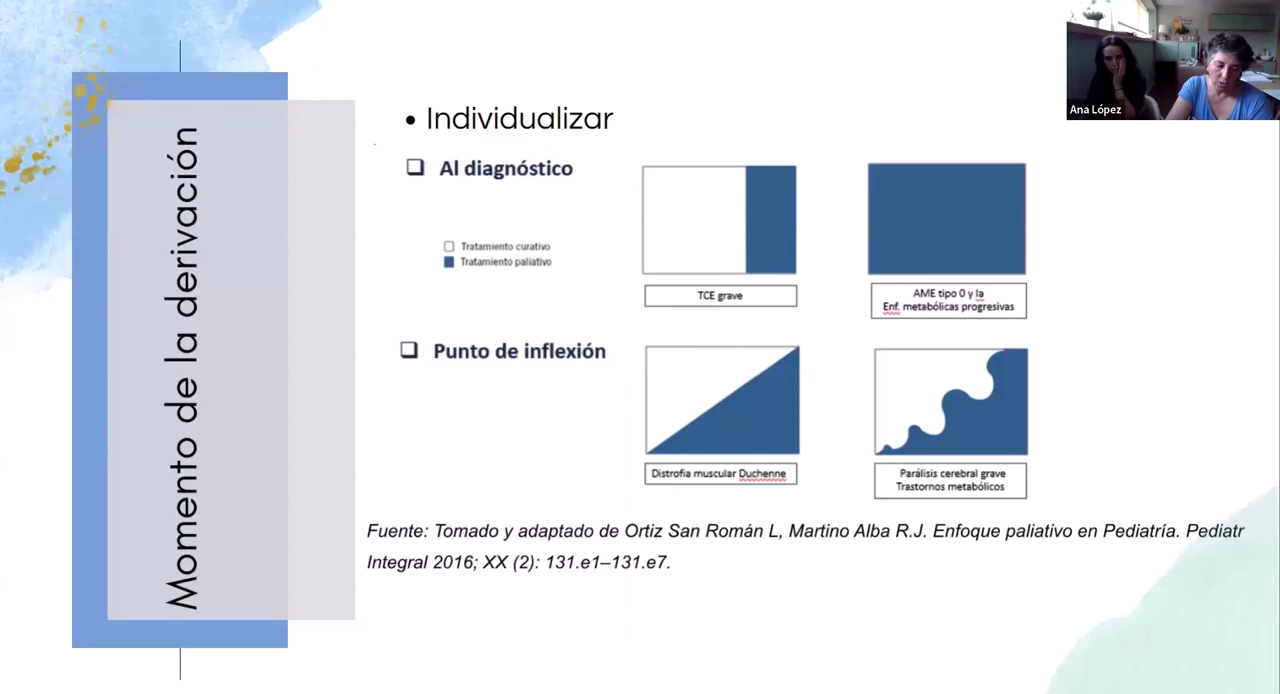 Momento de la derivación
• Individualizar
❑ Al diagnóstico
Tratamiento curativo
Tratamiento paliativo
TCE grave
AME tipo 0 y la
Enf. metabólicas progresivas
❑ Punto de inflexión
Distrofia muscular Duchenne
Parálisis cerebral grave
Trastornos metabólicos
Fuente: Tomado y adaptado de Ortiz San Román L, Martino Alba R.J. Enfoque paliativo en Pediatría. Pediatr
Integral 2016; XX (2): 131.e1–131.e7.
Ana López